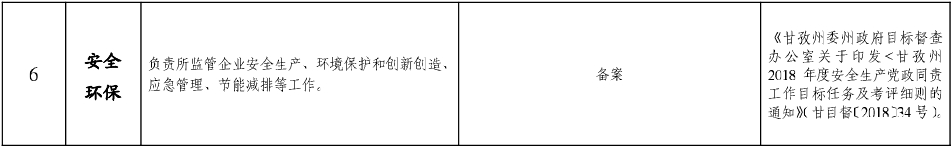 6
安全
环保
负责所监管企业安全生产、环境保护和创新创造、
应急管理、节能减排等工作。
备案
《甘孜州委州政府目标督查
办公室关于印发<甘孜州
2018 年度安全生产党政同责
工作目标任务及考评细则的
通知》(甘目督〔2018〕34 号)。